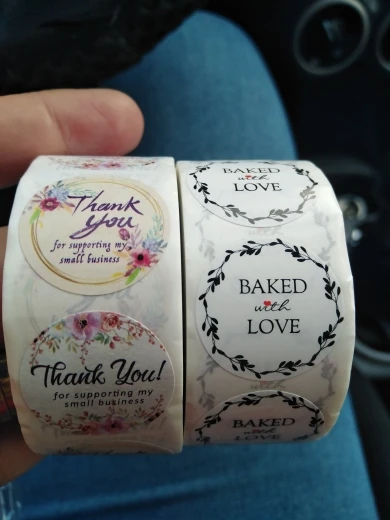 Thank
you
for supporting my
small business
Thank You!
for supporting my
small business
BAKED
with
LOVE
BAKED
with
LOVE
BAKED
with
LOVE